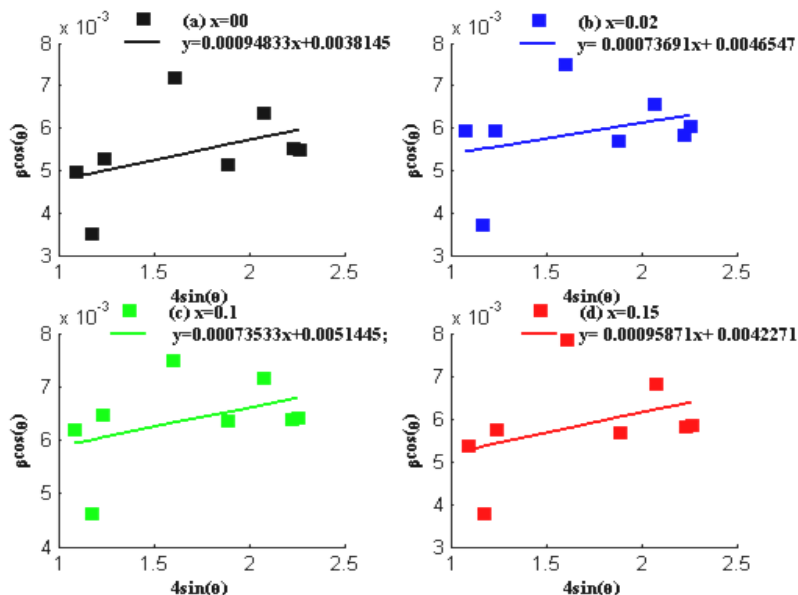 x 10⁻³
(a) x=00
y=0.00094833x+0.0038145
8
7
6
5
4
3
βcos(θ)
1
1.5
2
2.5
4sin(θ)
x 10⁻³
(b) x=0.02
y= 0.00073691x+ 0.0046547
8
7
6
5
4
3
βcos(θ)
1
1.5
2
2.5
4sin(θ)
x 10⁻³
(c) x=0.1
y=0.00073533x+0.0051445;
8
7
6
5
4
βcos(θ)
1
1.5
2
2.5
4sin(θ)
x 10⁻³
(d) x=0.15
y= 0.00095871x+ 0.0042271
8
7
6
5
4
3
βcos(θ)
1
1.5
2
2.5
4sin(θ)